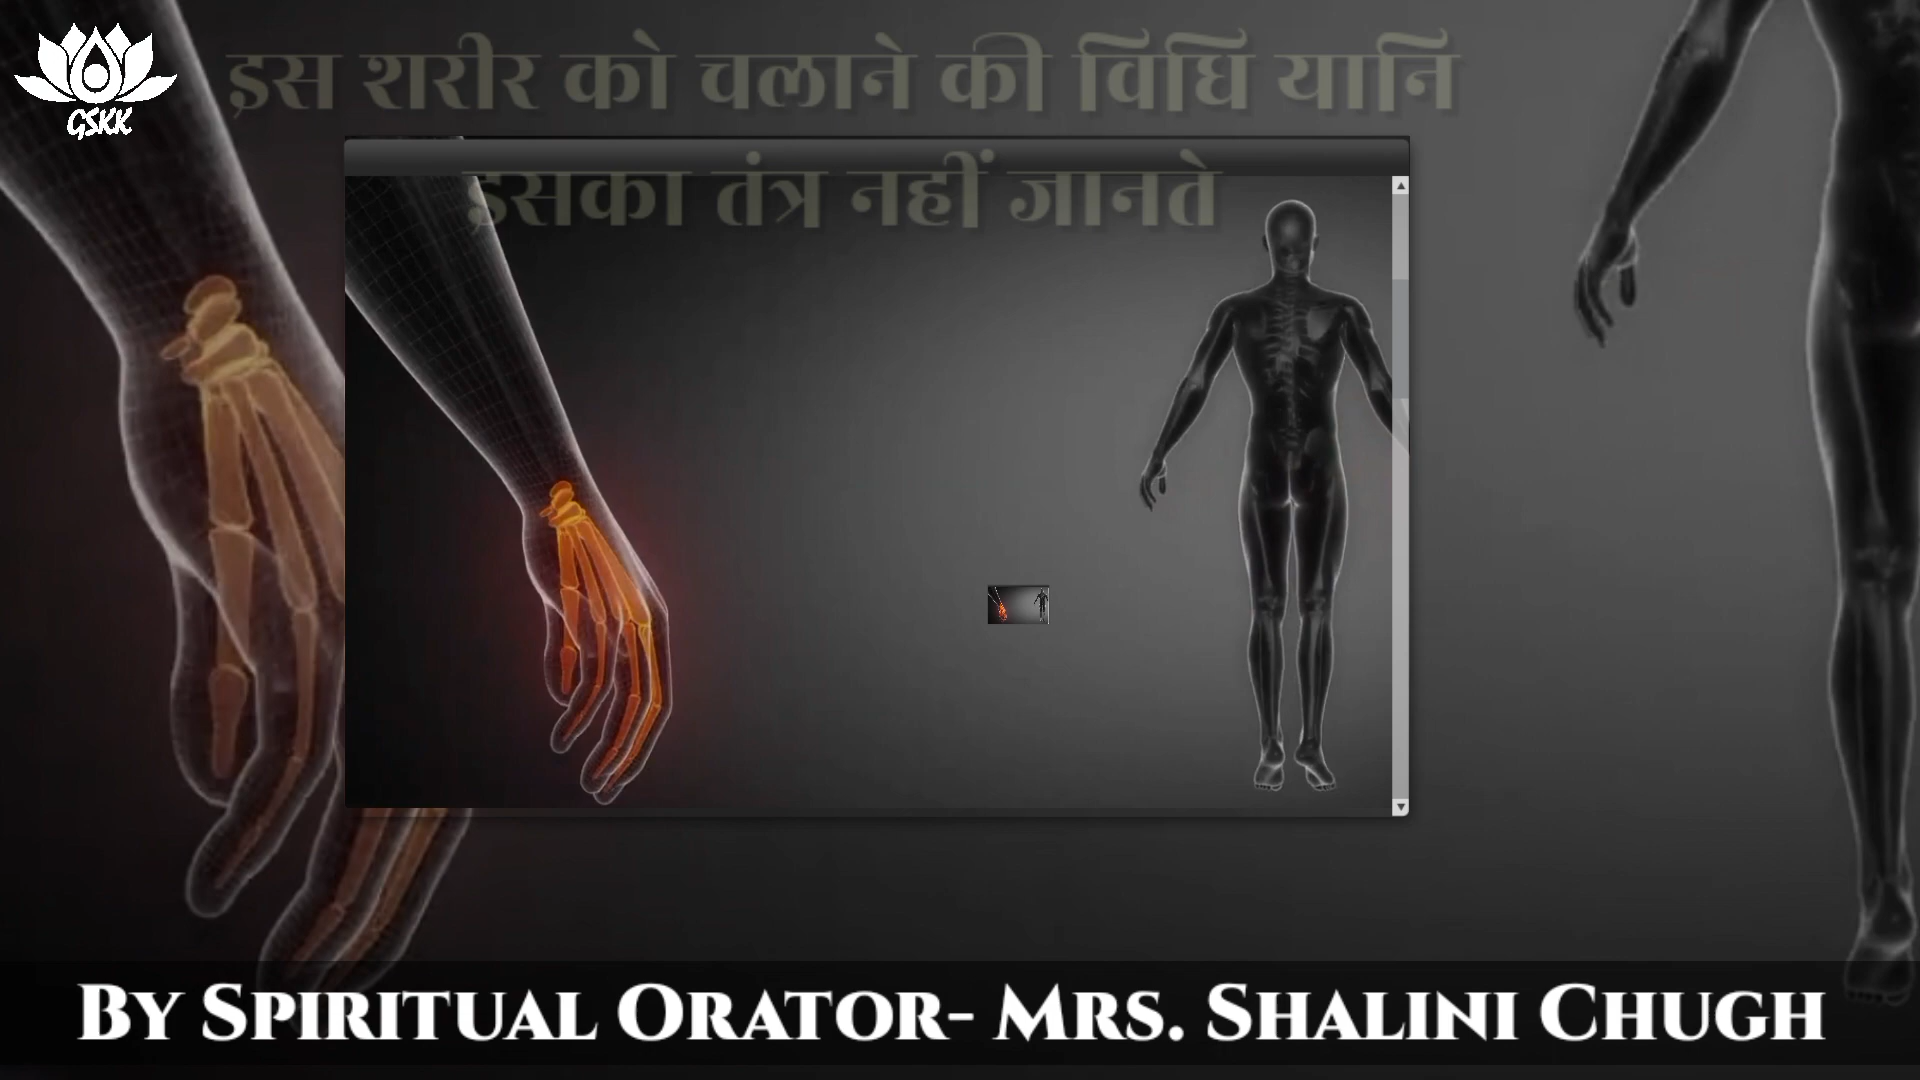 GSKK
इस शरीर को चलाने की विधि यानि
इसका तंत्र नहीं जानते
By Spiritual Orator- Mrs. Shalini Chugh